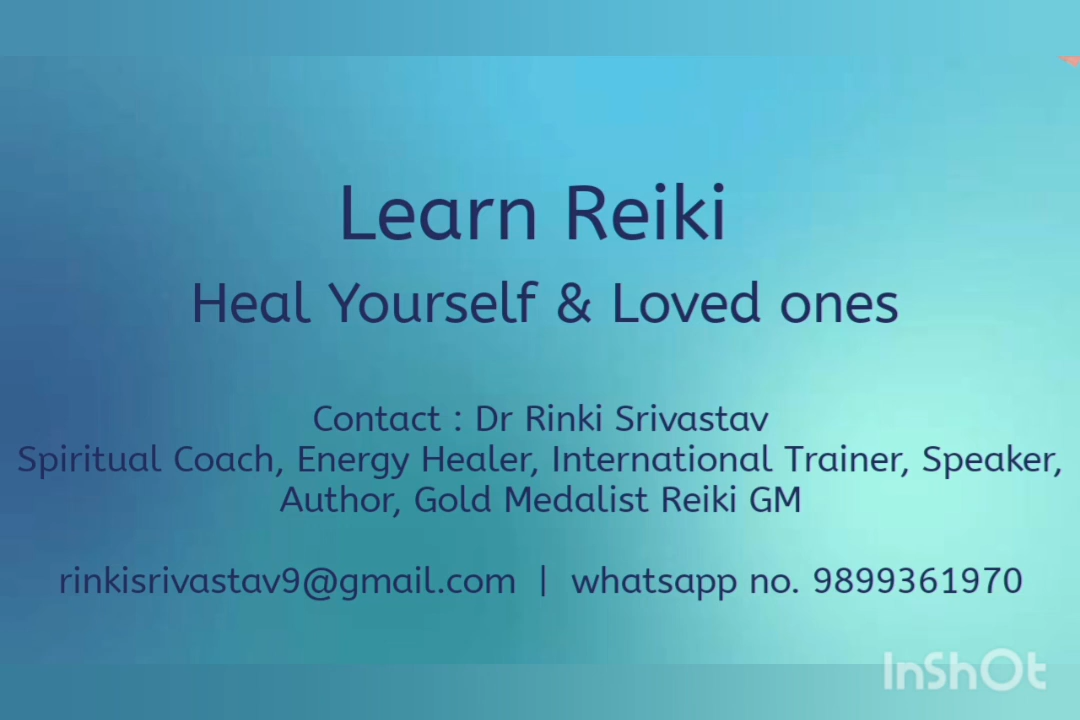 Learn Reiki
Heal Yourself & Loved ones
Contact : Dr Rinki Srivastav
Spiritual Coach, Energy Healer, International Trainer, Speaker,
Author, Gold Medalist Reiki GM
rinkisrivastav9@gmail.com | whatsapp no. 9899361970
InShOt